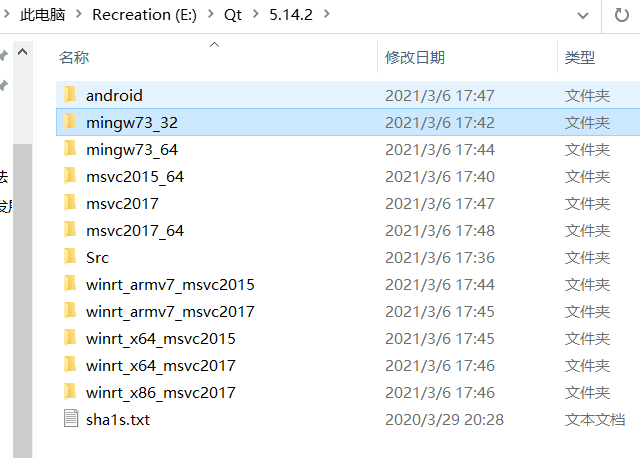 此电脑 > Recreation (E:) > Qt > 5.14.2 >
名称 修改日期 类型
android 2021/3/6 17:47 文件夹
mingw73_32 2021/3/6 17:42 文件夹
mingw73_64 2021/3/6 17:44 文件夹
msvc2015_64 2021/3/6 17:40 文件夹
msvc2017 2021/3/6 17:47 文件夹
msvc2017_64 2021/3/6 17:48 文件夹
Src 2021/3/6 17:36 文件夹
winrt_armv7_msvc2015 2021/3/6 17:44 文件夹
winrt_armv7_msvc2017 2021/3/6 17:45 文件夹
winrt_x64_msvc2015 2021/3/6 17:45 文件夹
winrt_x64_msvc2017 2021/3/6 17:46 文件夹
winrt_x86_msvc2017 2021/3/6 17:46 文件夹
sha1s.txt 2020/3/29 20:28 文本文档